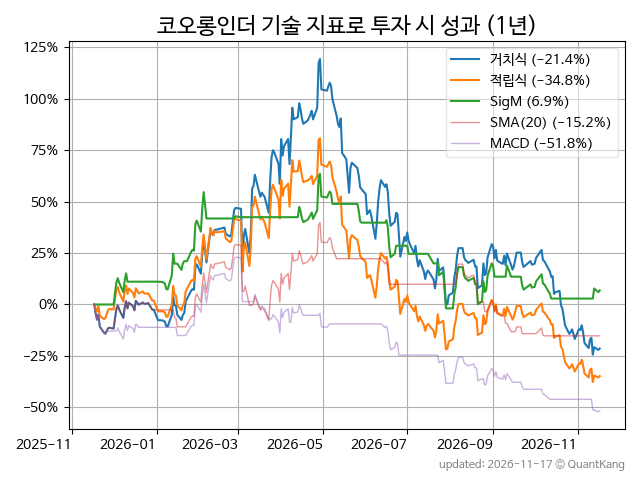 코오롱인더 기술 지표로 투자 시 성과 (1년)
125%
100%
75%
50%
25%
0%
−25%
−50%
거치식 (−21.4%)
적립식 (−34.8%)
SigM (6.9%)
SMA(20) (−15.2%)
MACD (−51.8%)
2025-11
2026-01
2026-03
2026-05
2026-07
2026-09
2026-11
updated: 2026-11-17 © QuantKang